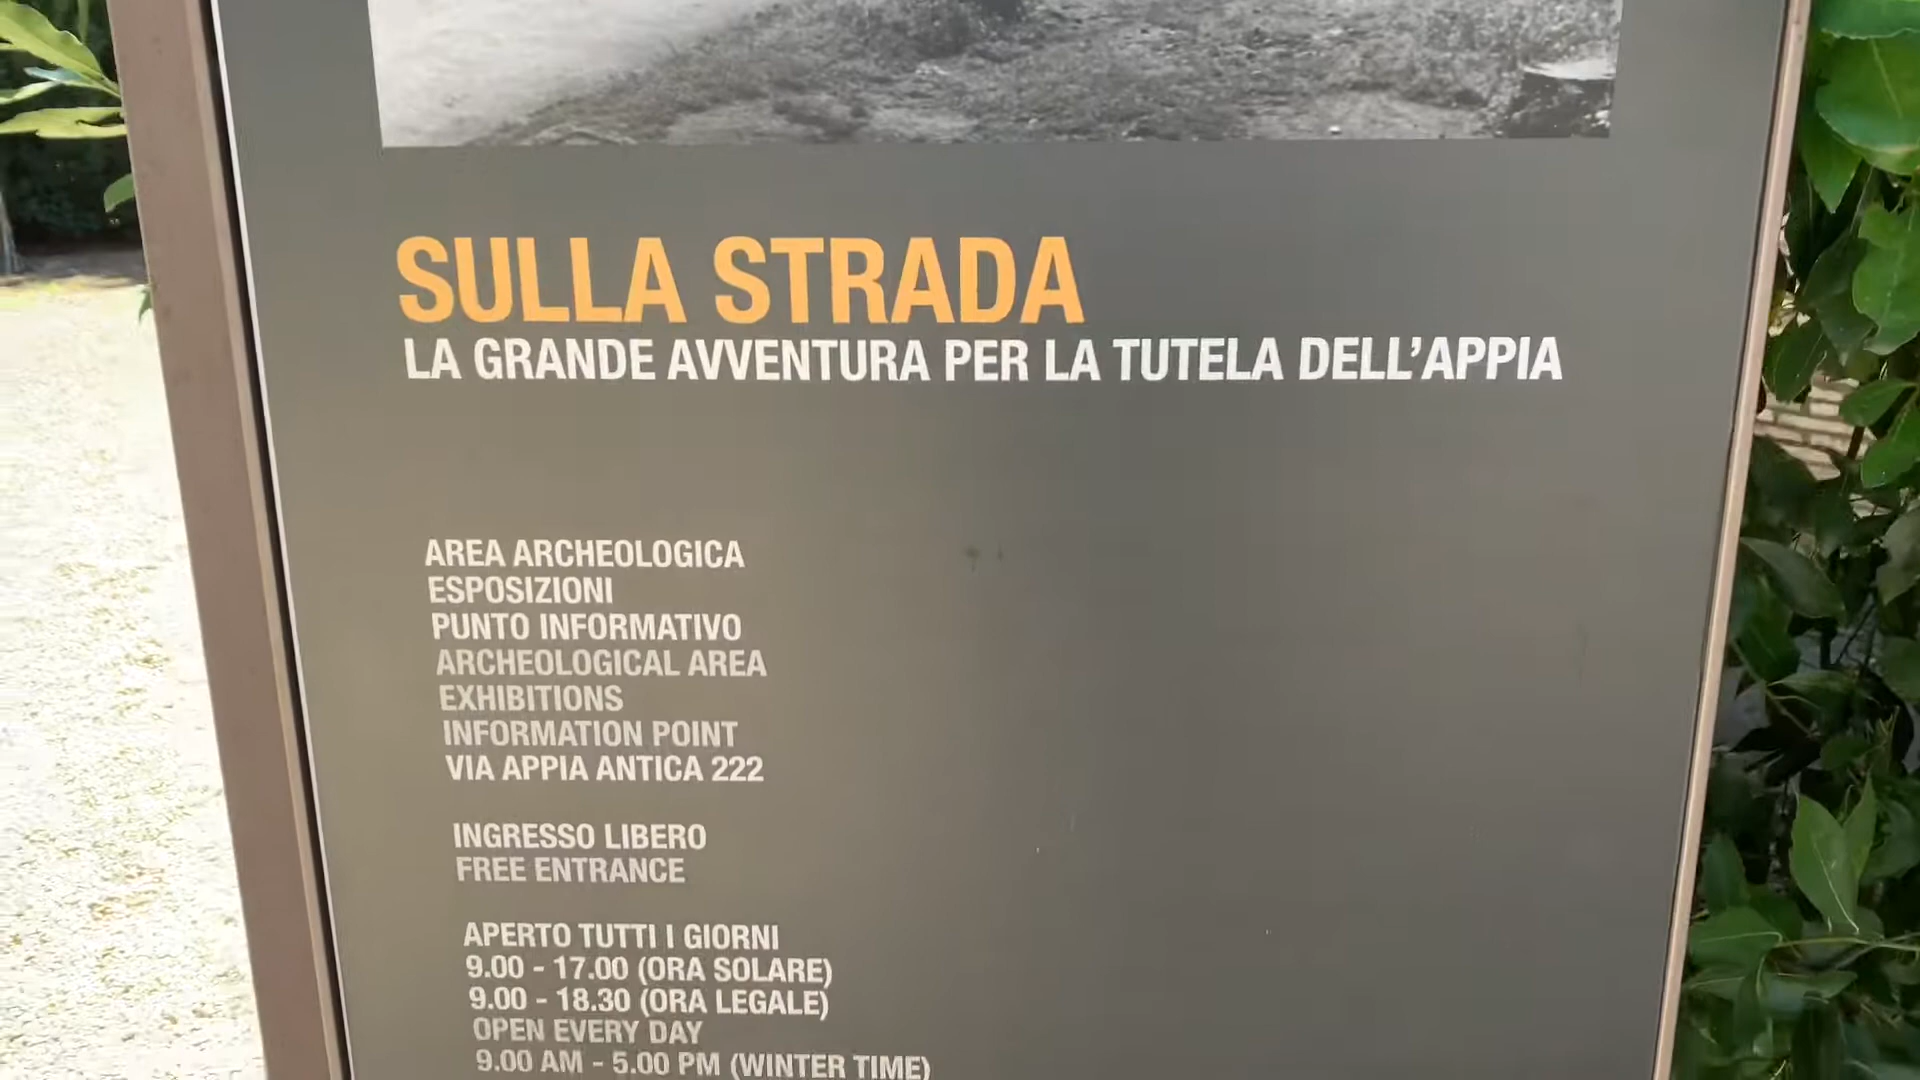 SULLA STRADA
LA GRANDE AVVENTURA PER LA TUTELA DELL'APPIA
AREA ARCHEOLOGICA
ESPOSIZIONI
PUNTO INFORMATIVO
ARCHEOLOGICAL AREA
EXHIBITIONS
INFORMATION POINT
VIA APPIA ANTICA 222
INGRESSO LIBERO
FREE ENTRANCE
APERTO TUTTI I GIORNI
9.00 - 17.00 (ORA SOLARE)
9.00 - 18.30 (ORA LEGALE)
OPEN EVERY DAY
9.00 AM - 5.00 PM (WINTER TIME)